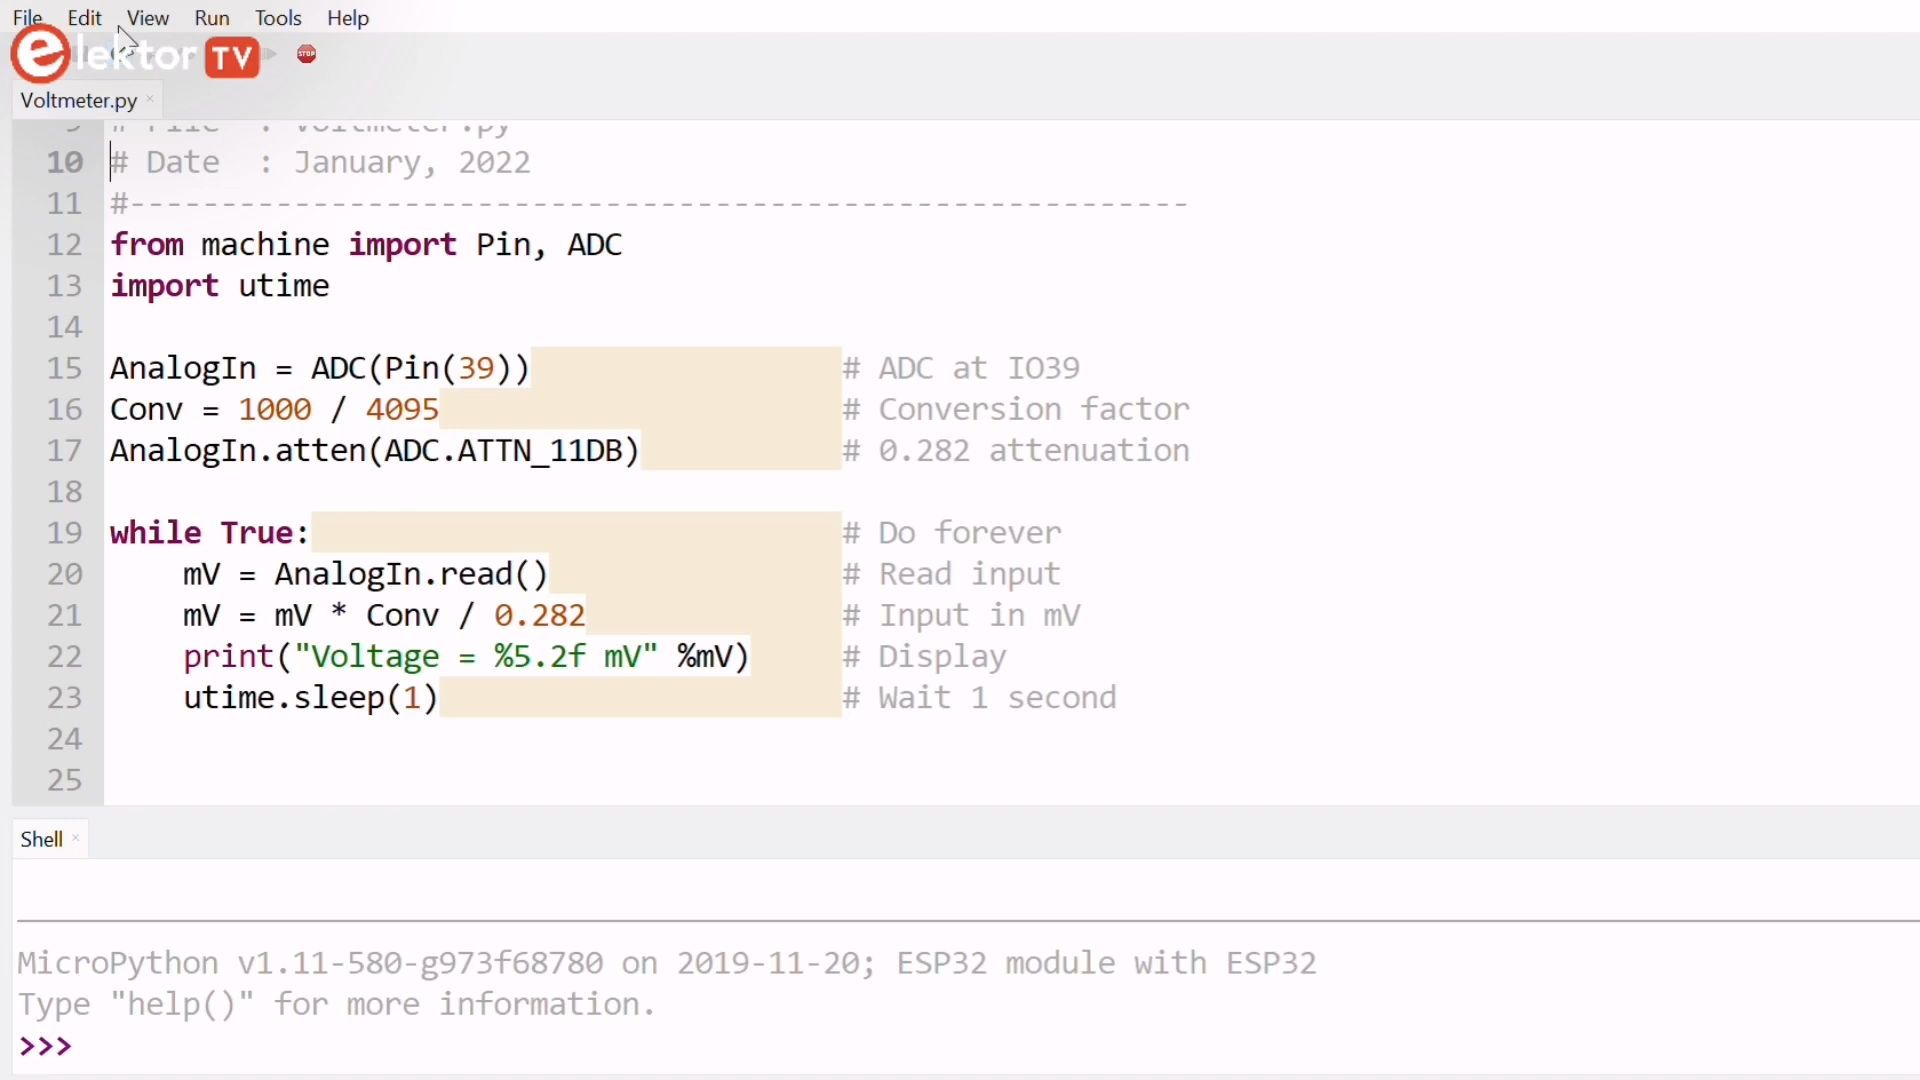 File Edit View Run Tools Help
elektor TV
Voltmeter.py
9 # File : Voltmeter.py
10 # Date : January, 2022
11 #----------------------------------------------------------
12 from machine import Pin, ADC
13 import utime
14
15 AnalogIn = ADC(Pin(39)) # ADC at IO39
16 Conv = 1000 / 4095 # Conversion factor
17 AnalogIn.atten(ADC.ATTN_11DB) # 0.282 attenuation
18
19 while True: # Do forever
20 mV = AnalogIn.read() # Read input
21 mV = mV * Conv / 0.282 # Input in mV
22 print("Voltage = %5.2f mV" %mV) # Display
23 utime.sleep(1) # Wait 1 second
24
25
Shell
MicroPython v1.11-580-g973f68780 on 2019-11-20; ESP32 module with ESP32
Type "help()" for more information.
>>>